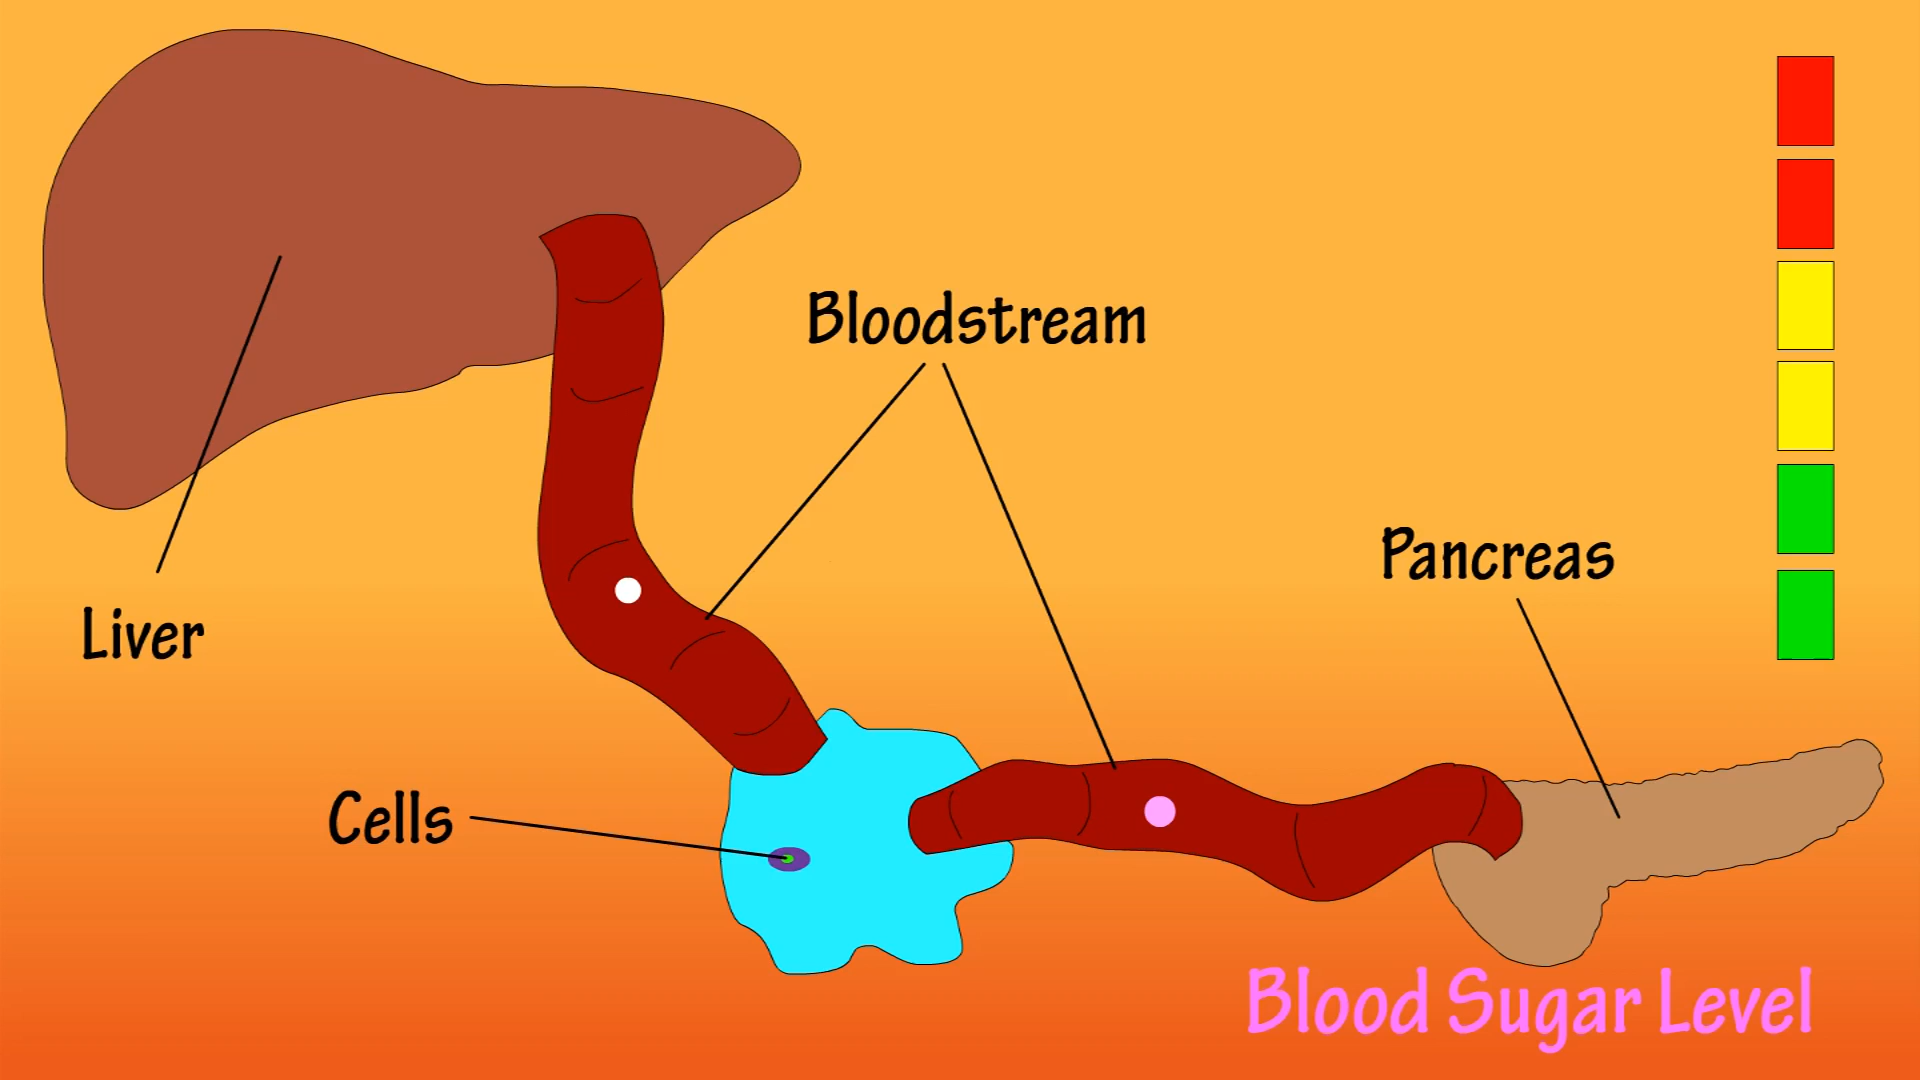 Bloodstream
Pancreas
Liver
Cells
Blood Sugar Level